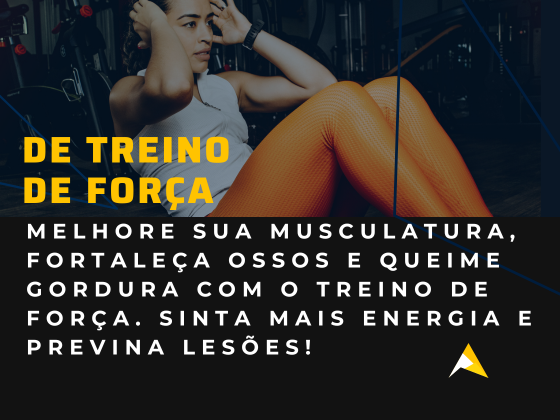 DE TREINO
DE FORÇA
MELHORE SUA MUSCULATURA,
FORTALEÇA OSSOS E QUEIME
GORDURA COM O TREINO DE
FORÇA. SINTA MAIS ENERGIA E
PREVINA LESÕES!